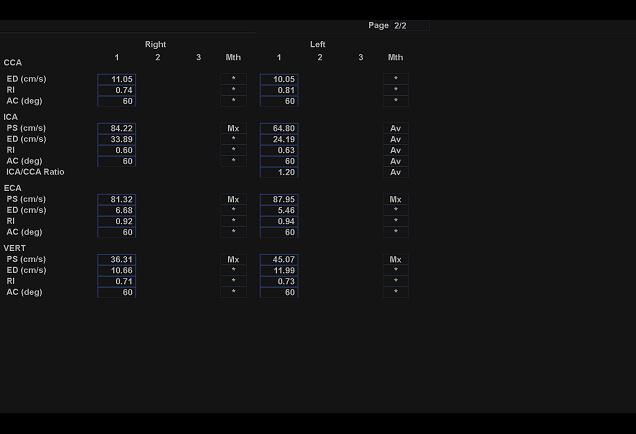 Page 2/2
Right Left
1 2 3 Mth 1 2 3 Mth
CCA
ED (cm/s) 11.05 * 10.05 *
RI 0.74 * 0.81 *
AC (deg) 60 * 60 *
ICA
PS (cm/s) 84.22 Mx 64.80 Av
ED (cm/s) 33.89 * 24.19 Av
RI 0.60 * 0.63 Av
AC (deg) 60 * 60 Av
ICA/CCA Ratio 1.20 Av
ECA
PS (cm/s) 81.32 Mx 87.95 Mx
ED (cm/s) 6.68 * 5.46 *
RI 0.92 * 0.94 *
AC (deg) 60 * 60 *
VERT
PS (cm/s) 36.31 Mx 45.07 Mx
ED (cm/s) 10.66 * 11.99 *
RI 0.71 * 0.73 *
AC (deg) 60 * 60 *